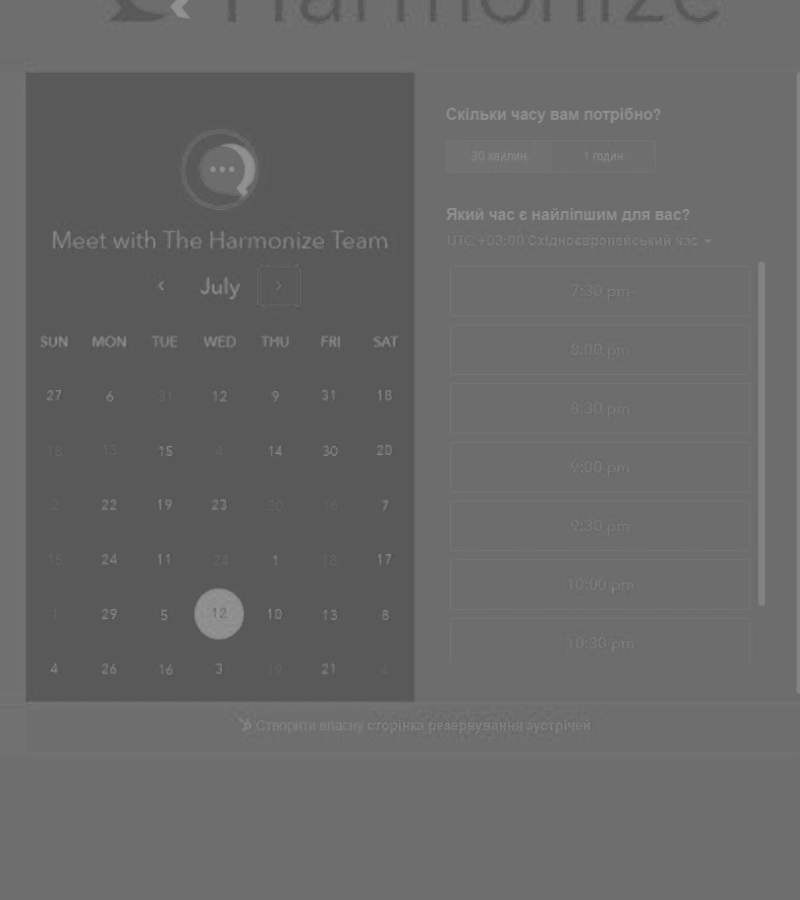 Harmonize
Meet with The Harmonize Team
July
SUN MON TUE WED THU FRI SAT
27 6 31 12 9 31 18
18 13 15 4 14 30 20
2 22 19 23 30 16 7
15 24 11 24 1 18 17
1 29 5 12 10 13 8
4 26 16 3 19 21 4
Скільки часу вам потрібно?
30 хвилин 1 годин
Який час є найліпшим для вас?
UTC +03:00 Східноєвропейський час
7:30 pm
8:00 pm
8:30 pm
9:00 pm
9:30 pm
10:00 pm
10:30 pm
Створити власну сторінка резервування зустрічей